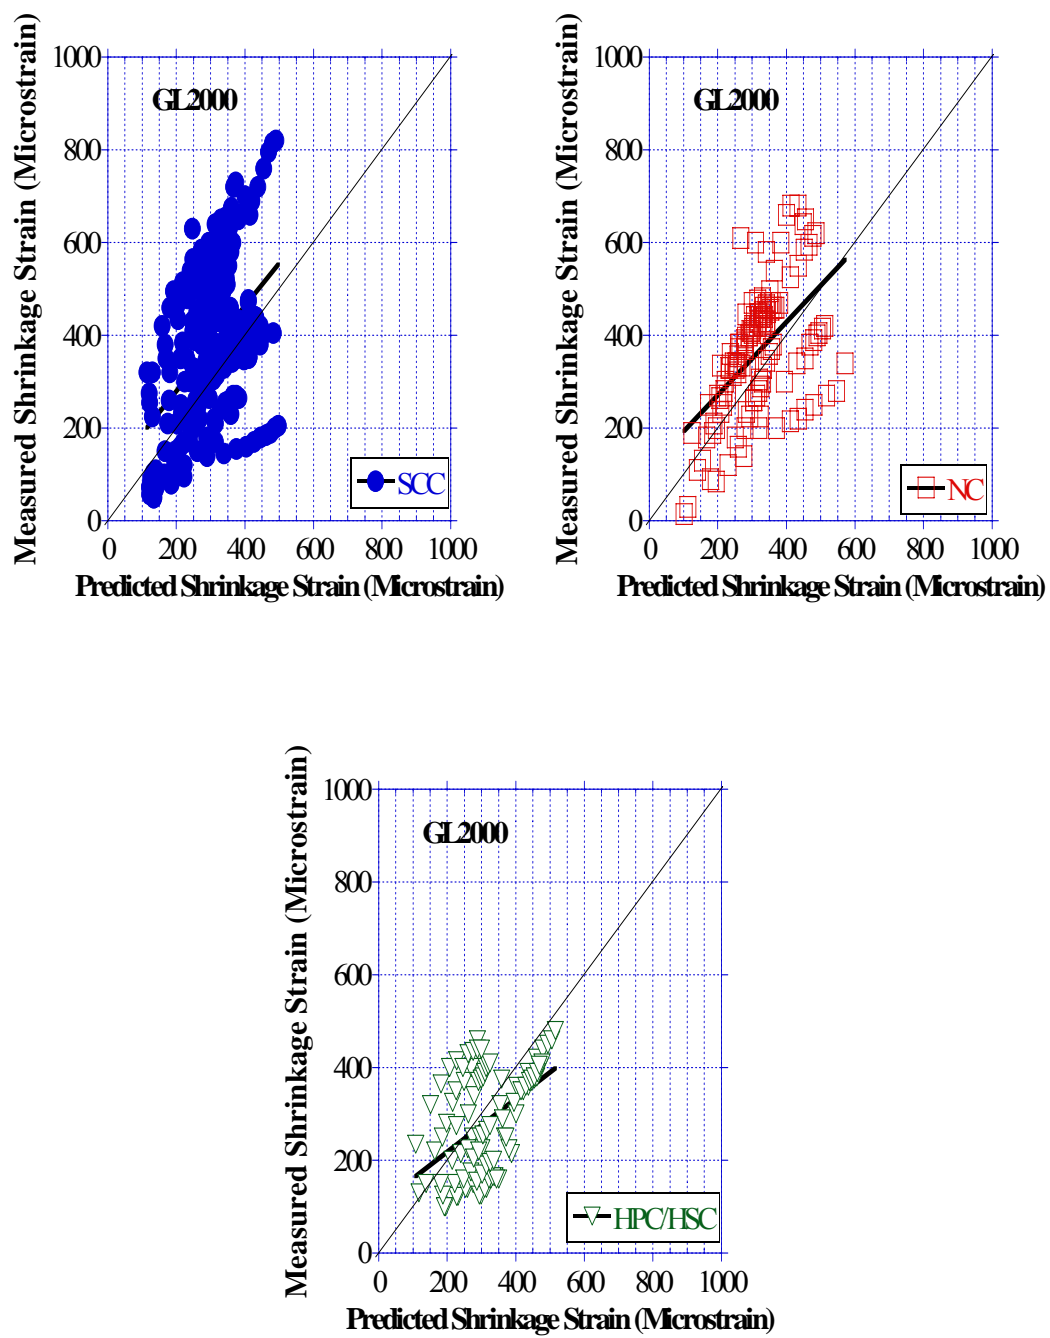 Measured Shrinkage Strain (Microstrain)
1000
800
600
400
200
0
GL2000
SCC
0 200 400 600 800 1000
Predicted Shrinkage Strain (Microstrain)
Measured Shrinkage Strain (Microstrain)
1000
800
600
400
200
0
GL2000
NC
0 200 400 600 800 1000
Predicted Shrinkage Strain (Microstrain)
Measured Shrinkage Strain (Microstrain)
1000
800
600
400
200
0
GL2000
HPC/HSC
0 200 400 600 800 1000
Predicted Shrinkage Strain (Microstrain)